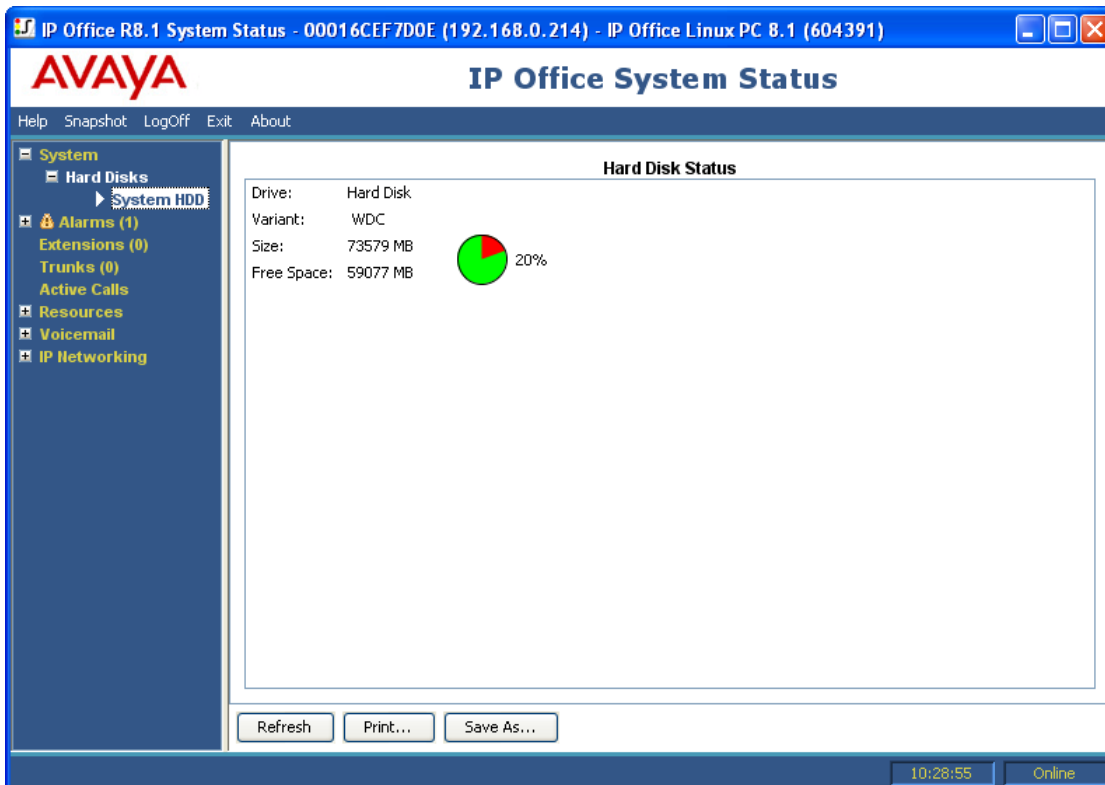 IP Office R8.1 System Status - 00016CEF7D0E (192.168.0.214) - IP Office Linux PC 8.1 (604391)
AVAYA
IP Office System Status
Help Snapshot LogOff Exit About
System
Hard Disks
System HDD
Alarms (1)
Extensions (0)
Trunks (0)
Active Calls
Resources
Voicemail
IP Networking
Hard Disk Status
Drive: Hard Disk
Variant: WDC
Size: 73579 MB
Free Space: 59077 MB
20%
Refresh Print... Save As...
10:28:55 Online